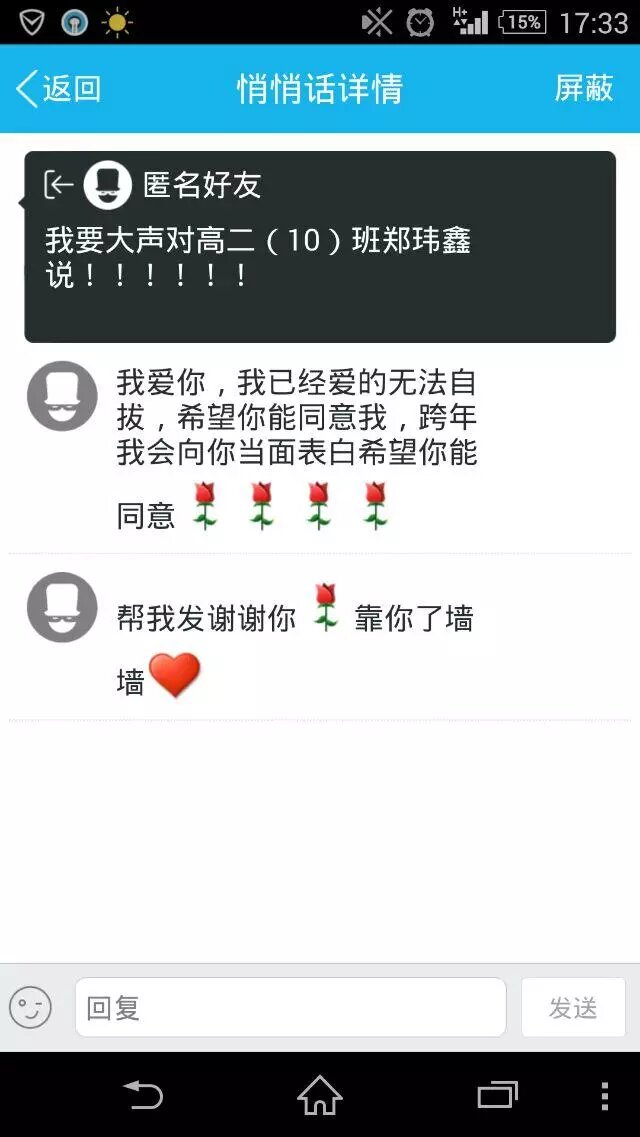 H+
15%
17:33
返回
悄悄话详情
屏蔽
匿名好友
我要大声对高二（10）班郑玮鑫
说！！！！！！
我爱你，我已经爱的无法自
拔，希望你能同意我，跨年
我会向你当面表白希望你能
同意
帮我发谢谢你 靠你了墙
墙
回复
发送